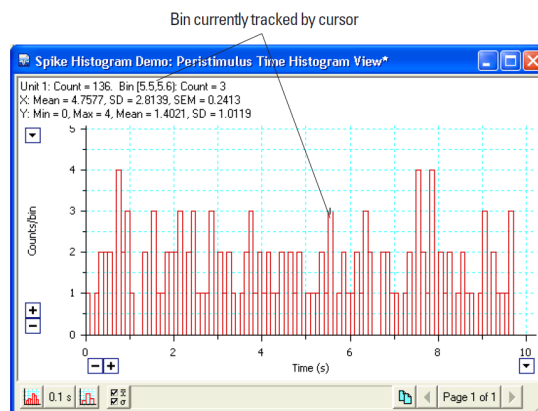 Bin currently tracked by cursor
Spike Histogram Demo: Peristimulus Time Histogram View*
Unit 1: Count = 136. Bin [5.5,5.6): Count = 3
X: Mean = 4.7577, SD = 2.8139, SEM = 0.2413
Y: Min = 0, Max = 4, Mean = 1.4021, SD = 1.0119
5
4
3
2
1
0
Counts/bin
0 2 4 6 8 10
Time (s)
0.1 s
Page 1 of 1